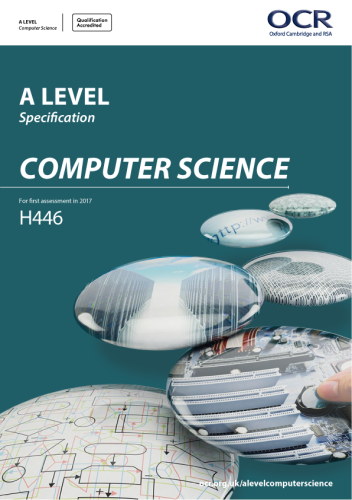 A LEVEL
Computer Science
Qualification
Accredited
OCR
Oxford Cambridge and RSA
A LEVEL
Specification
COMPUTER SCIENCE
For first assessment in 2017
H446
http://w
ocr.org.uk/alevelcomputerscience